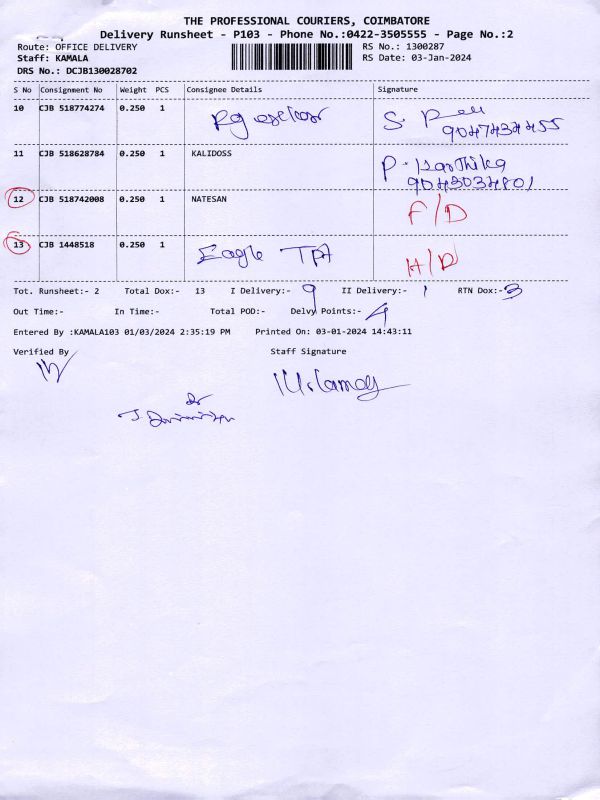 THE PROFESSIONAL COURIERS, COIMBATORE
Delivery Runsheet - P103 - Phone No.:0422-3505555 - Page No.:2
Route: OFFICE DELIVERY RS No.: 1300287
Staff: KAMALA RS Date: 03-Jan-2024
DRS No.: DCJB130028702
S No Consignment No Weight PCS Consignee Details Signature
10 CJB 518774274 0.250 1 S.
9047434455
11 CJB 518628784 0.250 1 KALIDOSS P. Karthika
9043034801
12 CJB 518742008 0.250 1 NATESAN F/D
13 CJB 1448518 0.250 1 Eagle TPA H/D
Tot. Runsheet:- 2 Total Dox:- 13 I Delivery:- 9 II Delivery:- 1 RTN Dox:- 3
Out Time:- In Time:- Total POD:- Delvy Points:- 4
Entered By :KAMALA103 01/03/2024 2:35:19 PM Printed On: 03-01-2024 14:43:11
Verified By Staff Signature